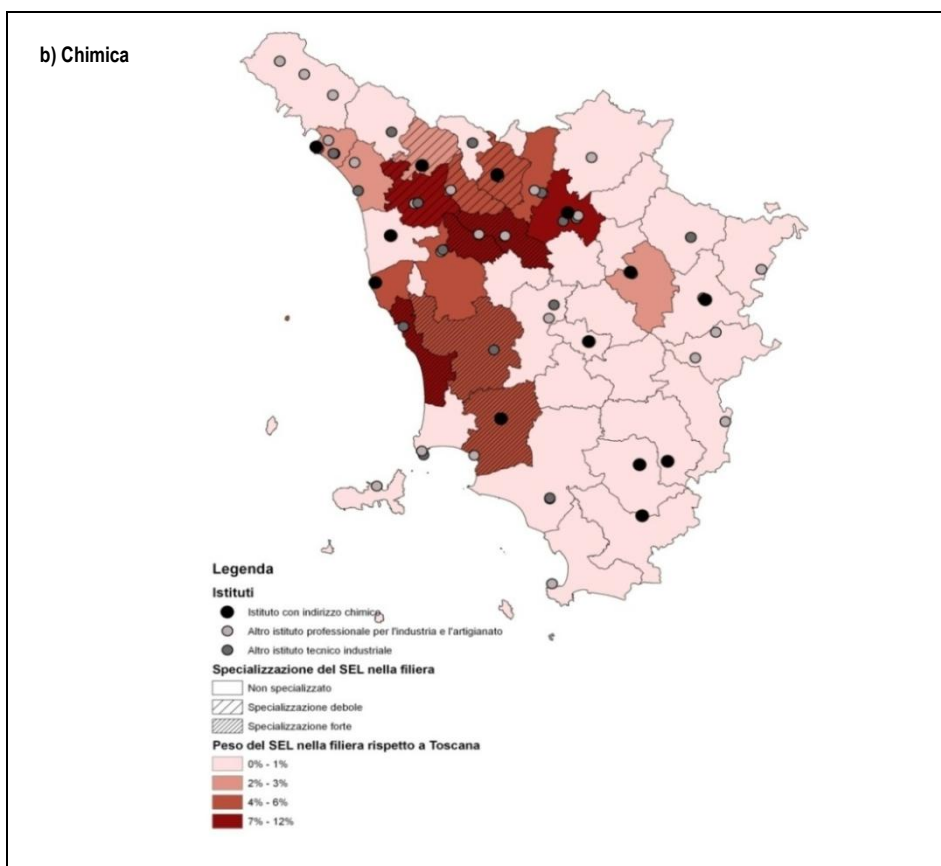 b) Chimica
Legenda
Istituti
Istituto con indirizzo chimico
Altro istituto professionale per l'industria e l'artigianato
Altro istituto tecnico industriale
Specializzazione del SEL nella filiera
Non specializzato
Specializzazione debole
Specializzazione forte
Peso del SEL nella filiera rispetto a Toscana
0% - 1%
2% - 3%
4% - 6%
7% - 12%